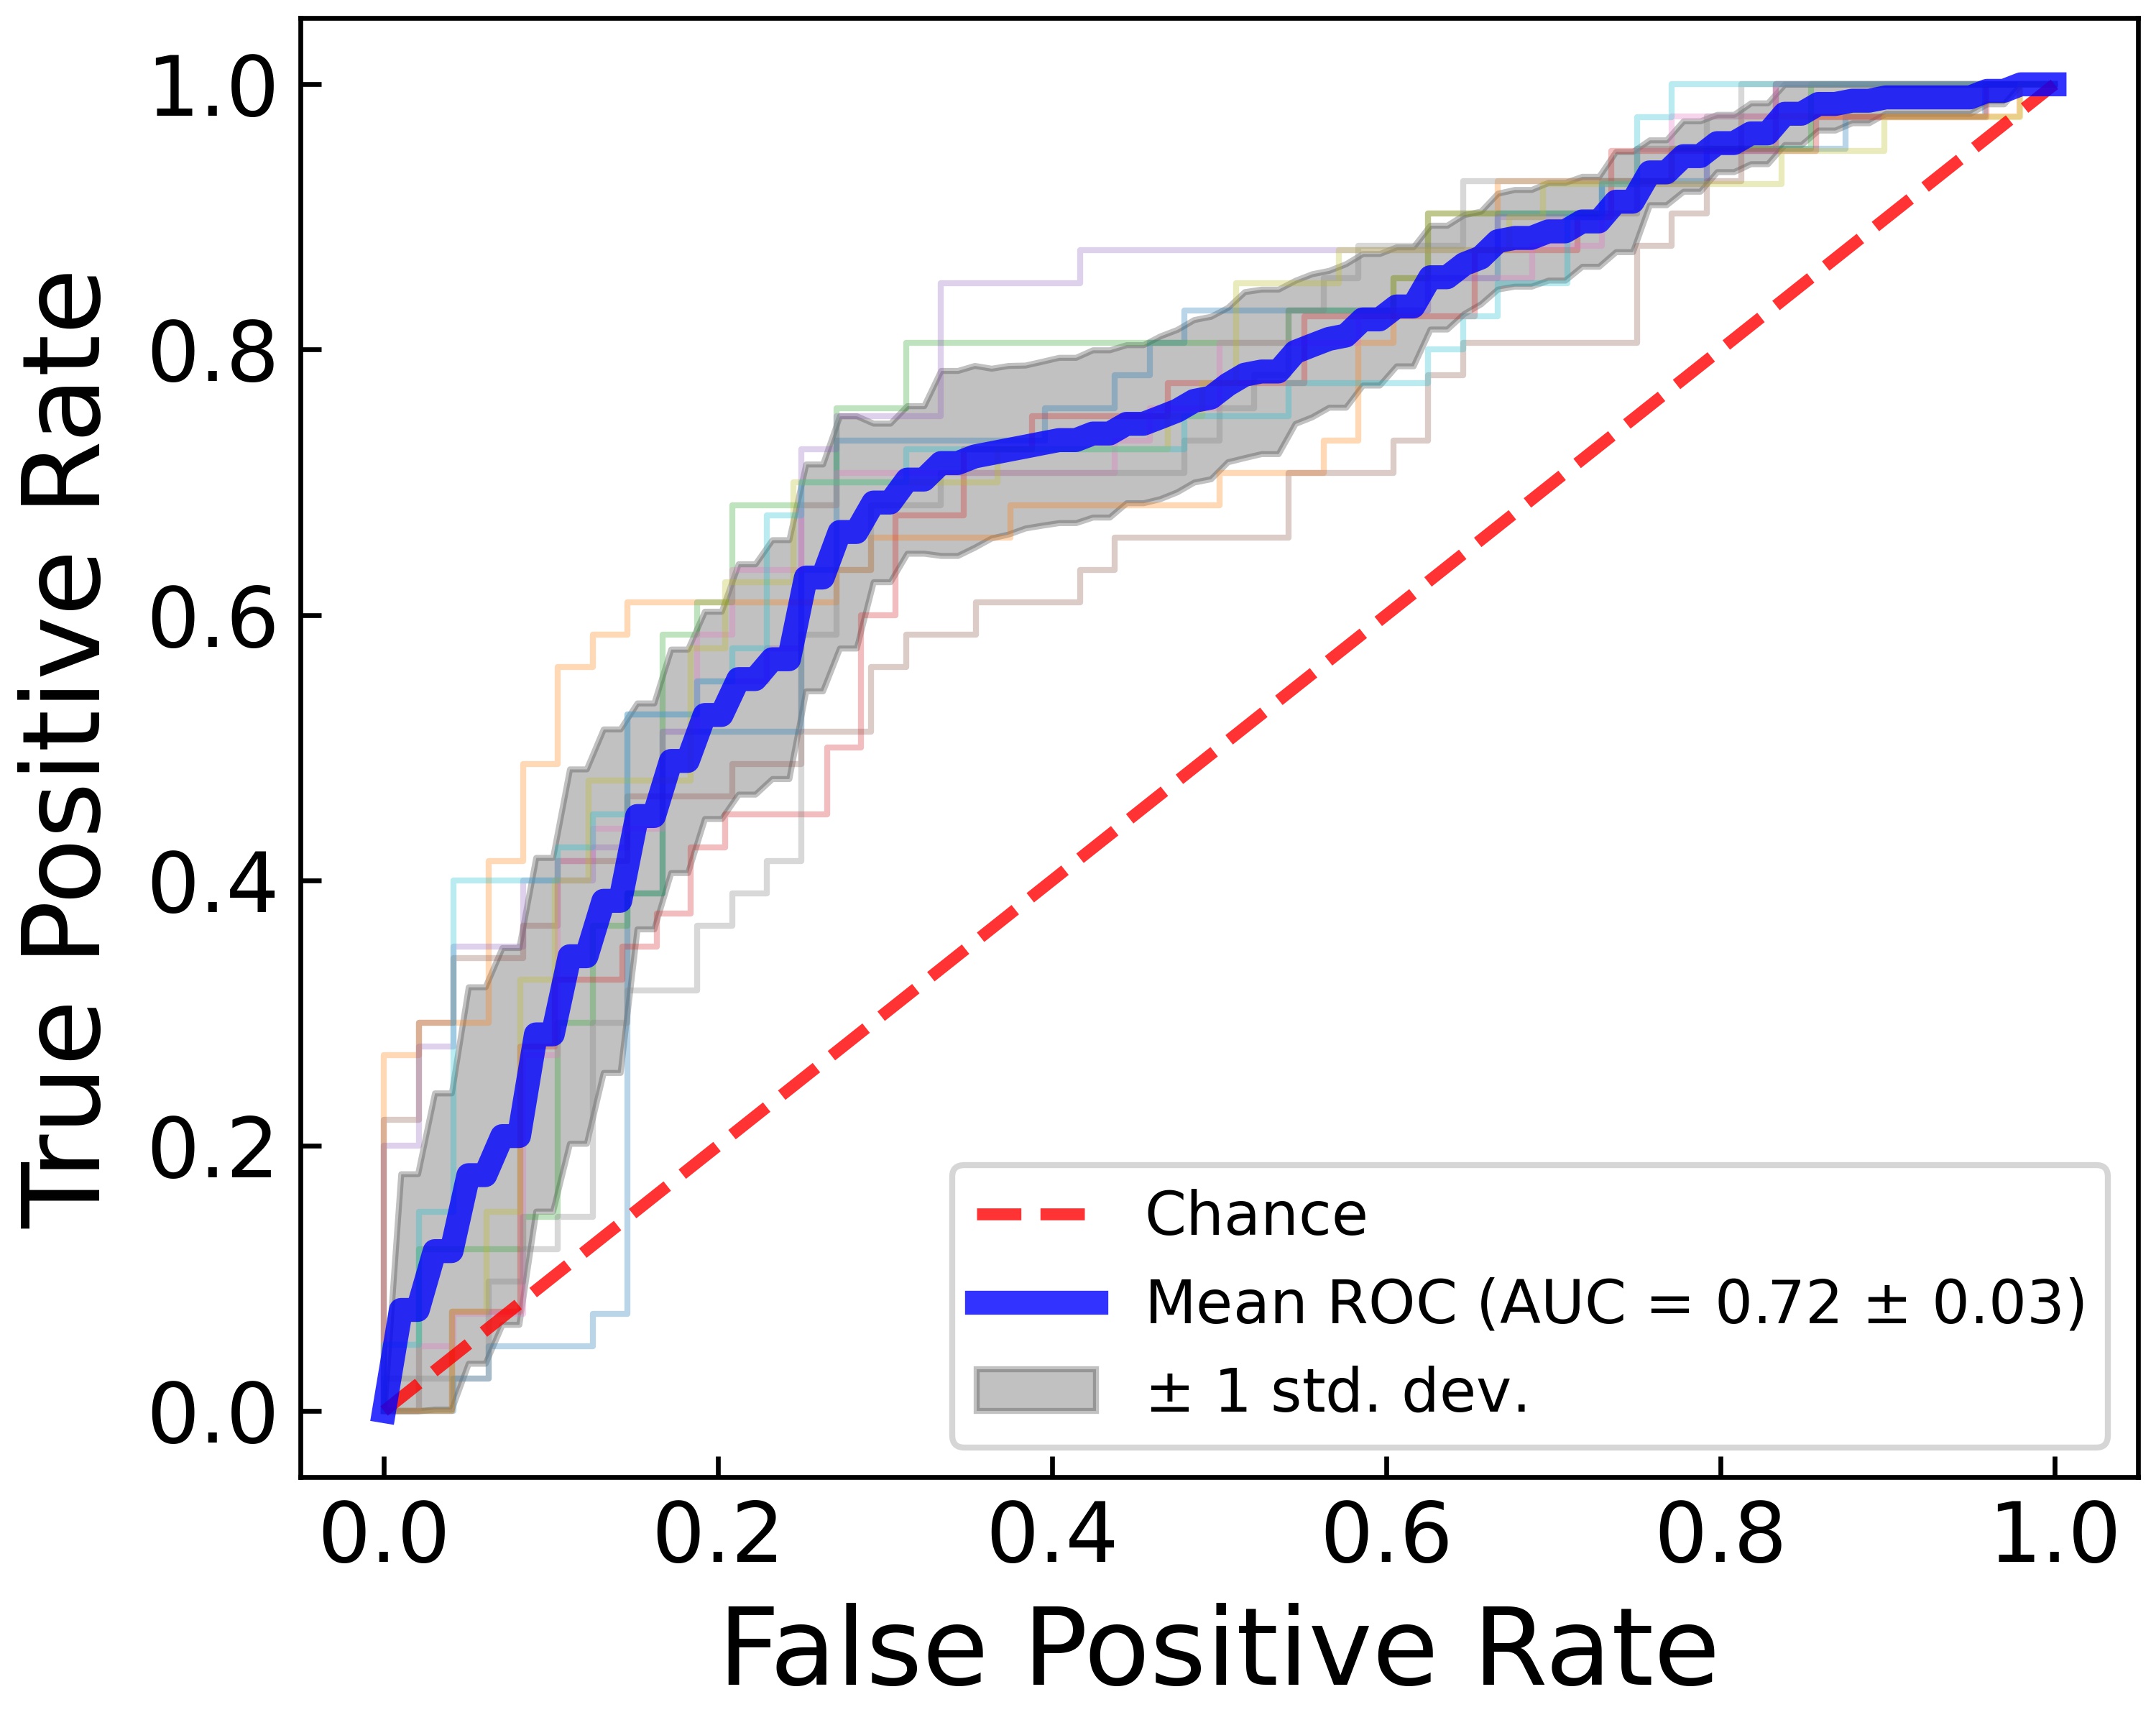 True Positive Rate
1.0
0.8
0.6
0.4
0.2
0.0
Chance
Mean ROC (AUC = 0.72 ± 0.03)
± 1 std. dev.
0.0 0.2 0.4 0.6 0.8 1.0
False Positive Rate